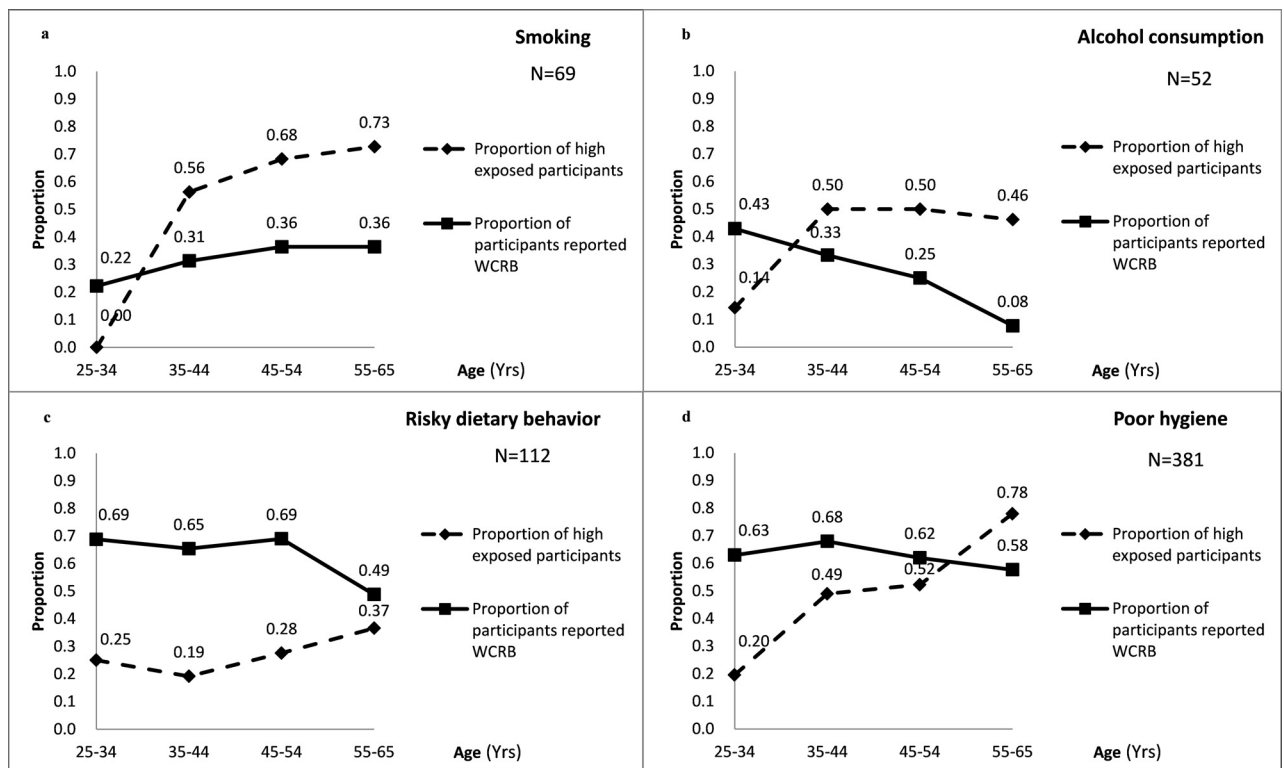 a
Smoking
N=69
Proportion
1.0
0.9
0.8
0.7
0.6
0.5
0.4
0.3
0.2
0.1
0.0
0.00
0.56
0.68
0.73
0.22
0.31
0.36
0.36
Proportion of high
exposed participants
Proportion of
participants reported
WCRB
25-34
35-44
45-54
55-65
Age (Yrs)
b
Alcohol consumption
N=52
Proportion
1.0
0.9
0.8
0.7
0.6
0.5
0.4
0.3
0.2
0.1
0.0
0.14
0.50
0.50
0.46
0.43
0.33
0.25
0.08
Proportion of high
exposed participants
Proportion of
participants reported
WCRB
25-34
35-44
45-54
55-65
Age (Yrs)
c
Risky dietary behavior
N=112
Proportion
1.0
0.9
0.8
0.7
0.6
0.5
0.4
0.3
0.2
0.1
0.0
0.69
0.65
0.69
0.49
0.25
0.19
0.28
0.37
Proportion of high
exposed participants
Proportion of
participants reported
WCRB
25-34
35-44
45-54
55-65
Age (Yrs)
d
Poor hygiene
N=381
Proportion
1.0
0.9
0.8
0.7
0.6
0.5
0.4
0.3
0.2
0.1
0.0
0.63
0.68
0.62
0.58
0.20
0.49
0.52
0.78
Proportion of high
exposed participants
Proportion of
participants reported
WCRB
25-34
35-44
45-54
55-65
Age (Yrs)